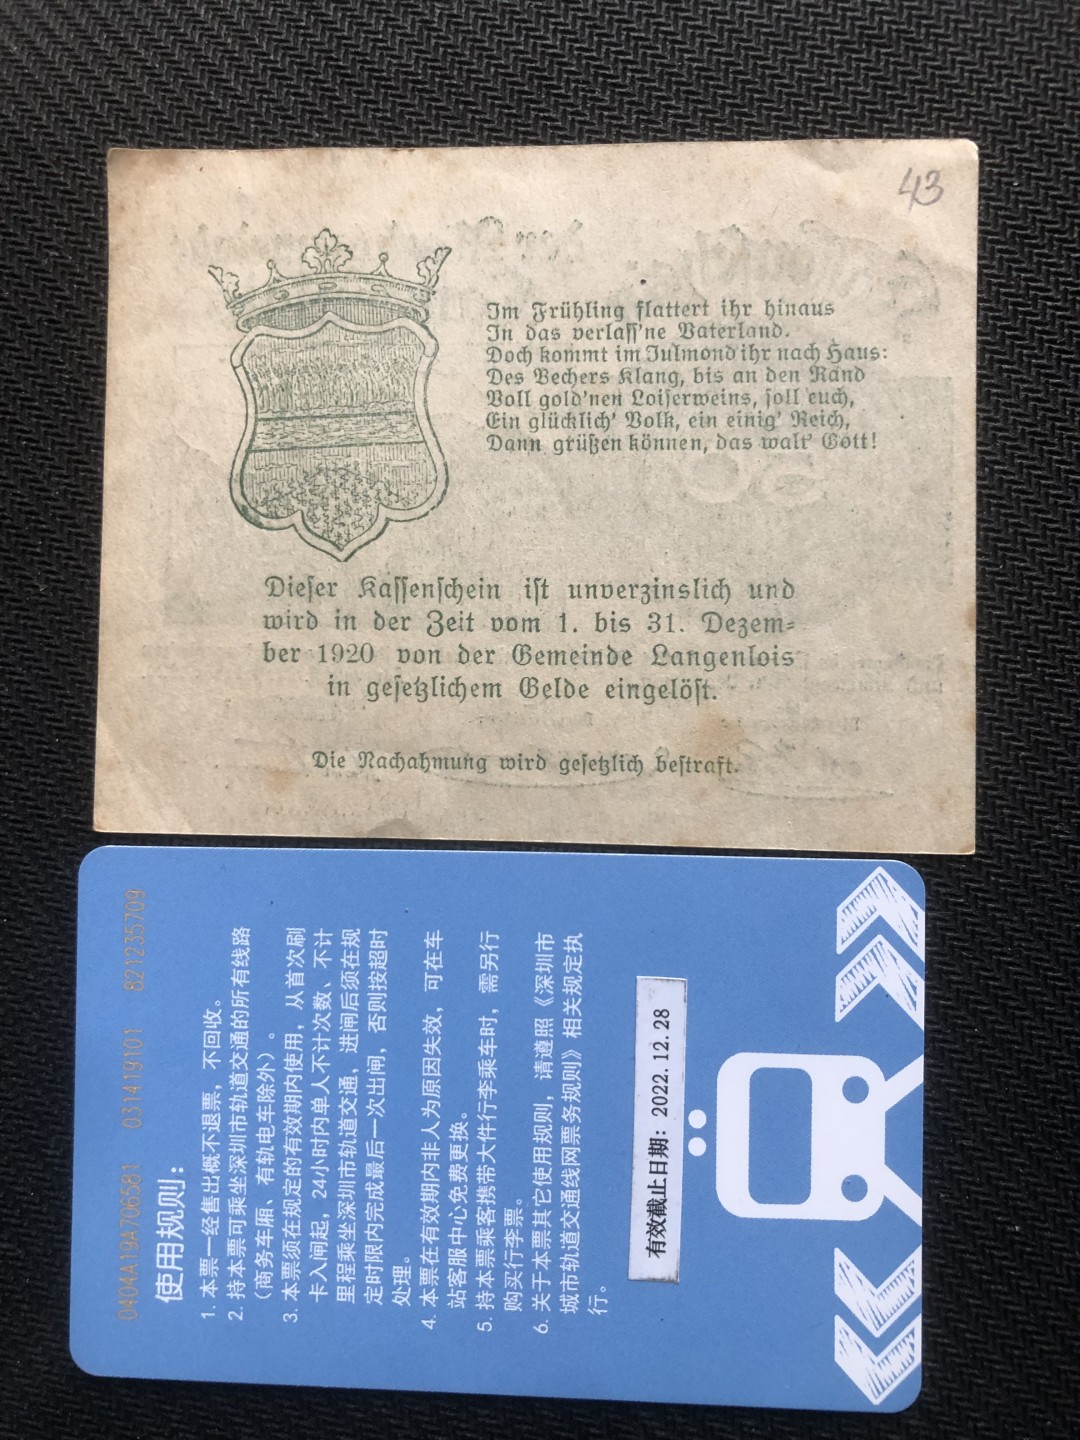 43
Im Frühling flattert ihr hinaus
In das verlass'ne Vaterland.
Doch kommt im Julmond ihr nach Haus:
Des Bechers Klang, bis an den Rand
Voll gold'nen Loiserweins, soll euch,
Ein glücklich' Volk, ein einig' Reich,
Dann grüßen können, das walt' Gott!
Dieser Kassenschein ist unverzinslich und
wird in der Zeit vom 1. bis 31. Dezem-
ber 1920 von der Gemeinde Langenlois
in gesetzlichem Gelde eingelöst.
Die Nachahmung wird gesetzlich bestraft.
0404A19A706581 031419101 821235709
使用规则：
1. 本票一经售出概不退票，不回收。
2. 持本票可乘坐深圳市轨道交通的所有线路
（商务车厢、有轨电车除外）。
3. 本票须在规定的有效期内使用，从首次刷
卡入闸起，24小时内单人不计次数、不计
里程乘坐深圳市轨道交通，进闸后须在规
定时限内完成最后一次出闸，否则按超时
处理。
4. 本票在有效期内非人为原因失效，可在车
站客服中心免费更换。
5. 持本票乘客携带大件行李乘车时，需另行
购买行李票。
6. 关于本票其它使用规则，请遵照《深圳市
城市轨道交通线网票务规则》相关规定执
行。
有效截止日期：2022.12.28